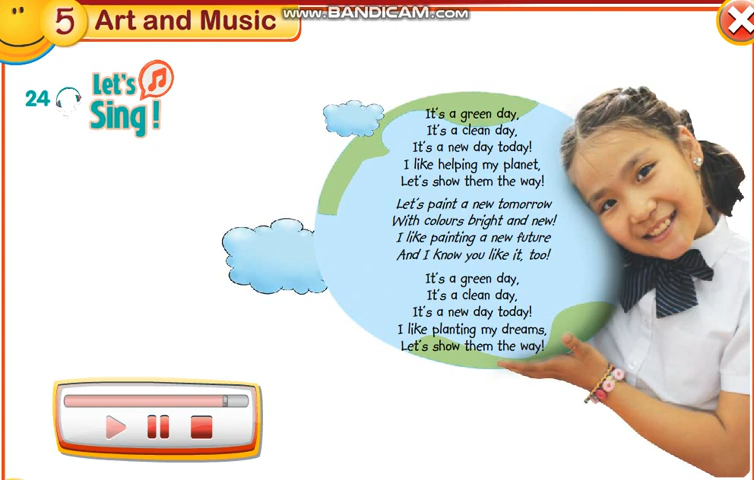 5 Art and Music
www.BANDICAM.com
24
Let's
Sing!
It's a green day,
It's a clean day,
It's a new day today!
I like helping my planet,
Let's show them the way!
Let's paint a new tomorrow
With colours bright and new!
I like painting a new future
And I know you like it, too!
It's a green day,
It's a clean day,
It's a new day today!
I like planting my dreams,
Let's show them the way!